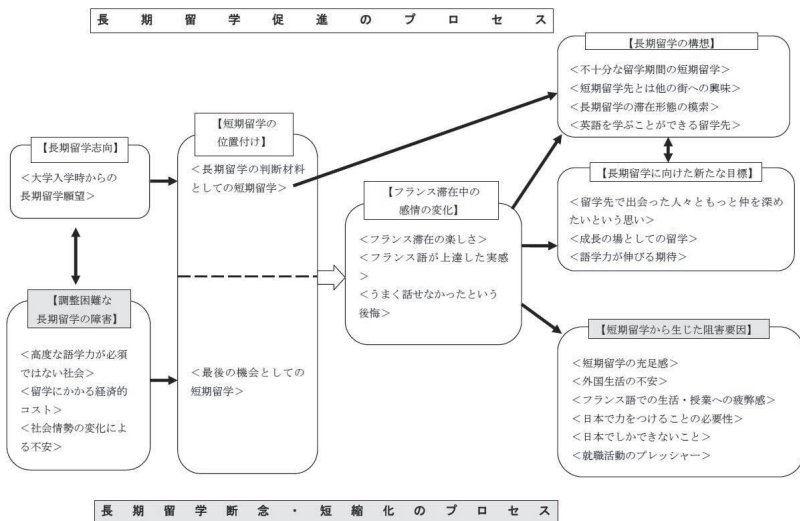 長期留学促進のプロセス
【長期留学志向】
＜大学入学時からの
長期留学願望＞
【調整困難な
長期留学の障害】
＜高度な語学力が必須
ではない社会＞
＜留学にかかる経済的
コスト＞
＜社会情勢の変化によ
る不安＞
【短期留学の
位置付け】
＜長期留学の判断材料
としての短期留学＞
＜最後の機会としての
短期留学＞
【フランス滞在中の
感情の変化】
＜フランス滞在の楽しさ＞
＜フランス語が上達した実感
＞
＜うまく話せなかったという
後悔＞
【長期留学の構想】
＜不十分な留学期間の短期留学＞
＜短期留学先とは他の街への興味＞
＜長期留学の滞在形態の模索＞
＜英語を学ぶことができる留学先＞
【長期留学に向けた新たな目標】
＜留学先で出会った人々ともっと仲を深め
たいという思い＞
＜成長の場としての留学＞
＜語学力が伸びる期待＞
【短期留学から生じた阻害要因】
＜短期留学の充足感＞
＜外国生活の不安＞
＜フランス語での生活・授業への疲弊感＞
＜日本で力をつけることの必要性＞
＜日本でしかできないこと＞
＜就職活動のプレッシャー＞
長期留学断念・短縮化のプロセス